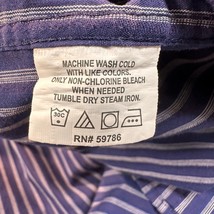 MACHINE WASH COLD
WITH LIKE COLORS.
ONLY NON-CHLORINE BLEACH
WHEN NEEDED
TUMBLE DRY STEAM IRON.
30C
RN# 59786